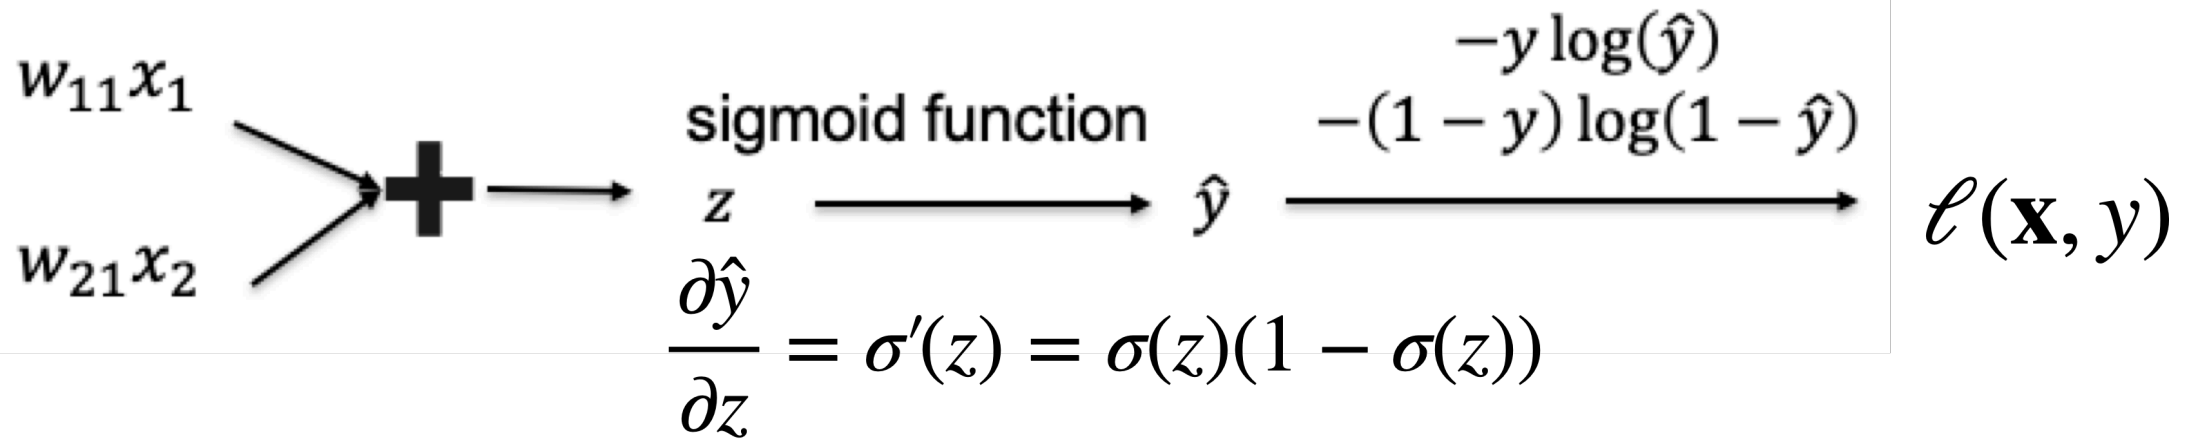 −y log(ŷ)
w₁₁x₁
sigmoid function
−(1 − y) log(1 − ŷ)
z
ŷ
ℓ(x, y)
w₂₁x₂
∂ŷ/∂z = σ′(z) = σ(z)(1 − σ(z))